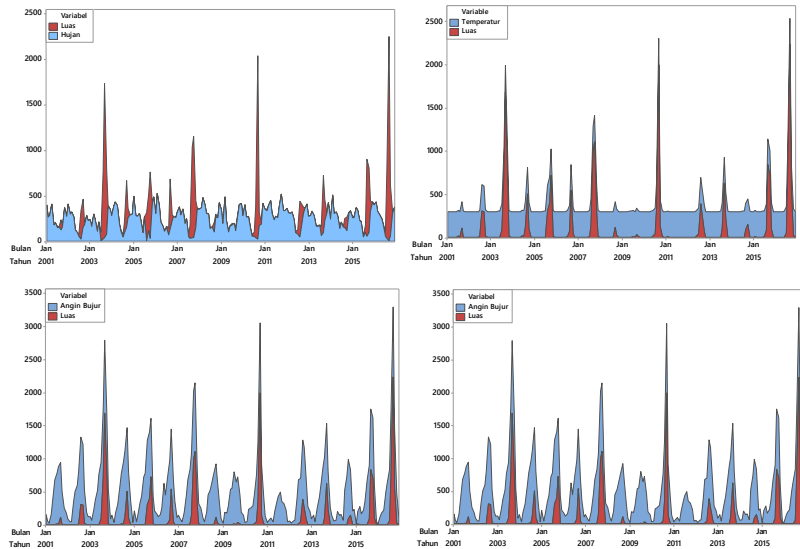 Variabel
Luas
Hujan
2500
2000
1500
1000
500
0
Bulan Jan Jan Jan Jan Jan Jan Jan Jan
Tahun 2001 2003 2005 2007 2009 2011 2013 2015
Variable
Temperatur
Luas
2500
2000
1500
1000
500
0
Bulan Jan Jan Jan Jan Jan Jan Jan Jan
Tahun 2001 2003 2005 2007 2009 2011 2013 2015
Variabel
Angin Bujur
Luas
3500
3000
2500
2000
1500
1000
500
0
Bulan Jan Jan Jan Jan Jan Jan Jan Jan
Tahun 2001 2003 2005 2007 2009 2011 2013 2015
Variabel
Angin Bujur
Luas
3500
3000
2500
2000
1500
1000
500
0
Bulan Jan Jan Jan Jan Jan Jan Jan Jan
Tahun 2001 2003 2005 2007 2009 2011 2013 2015